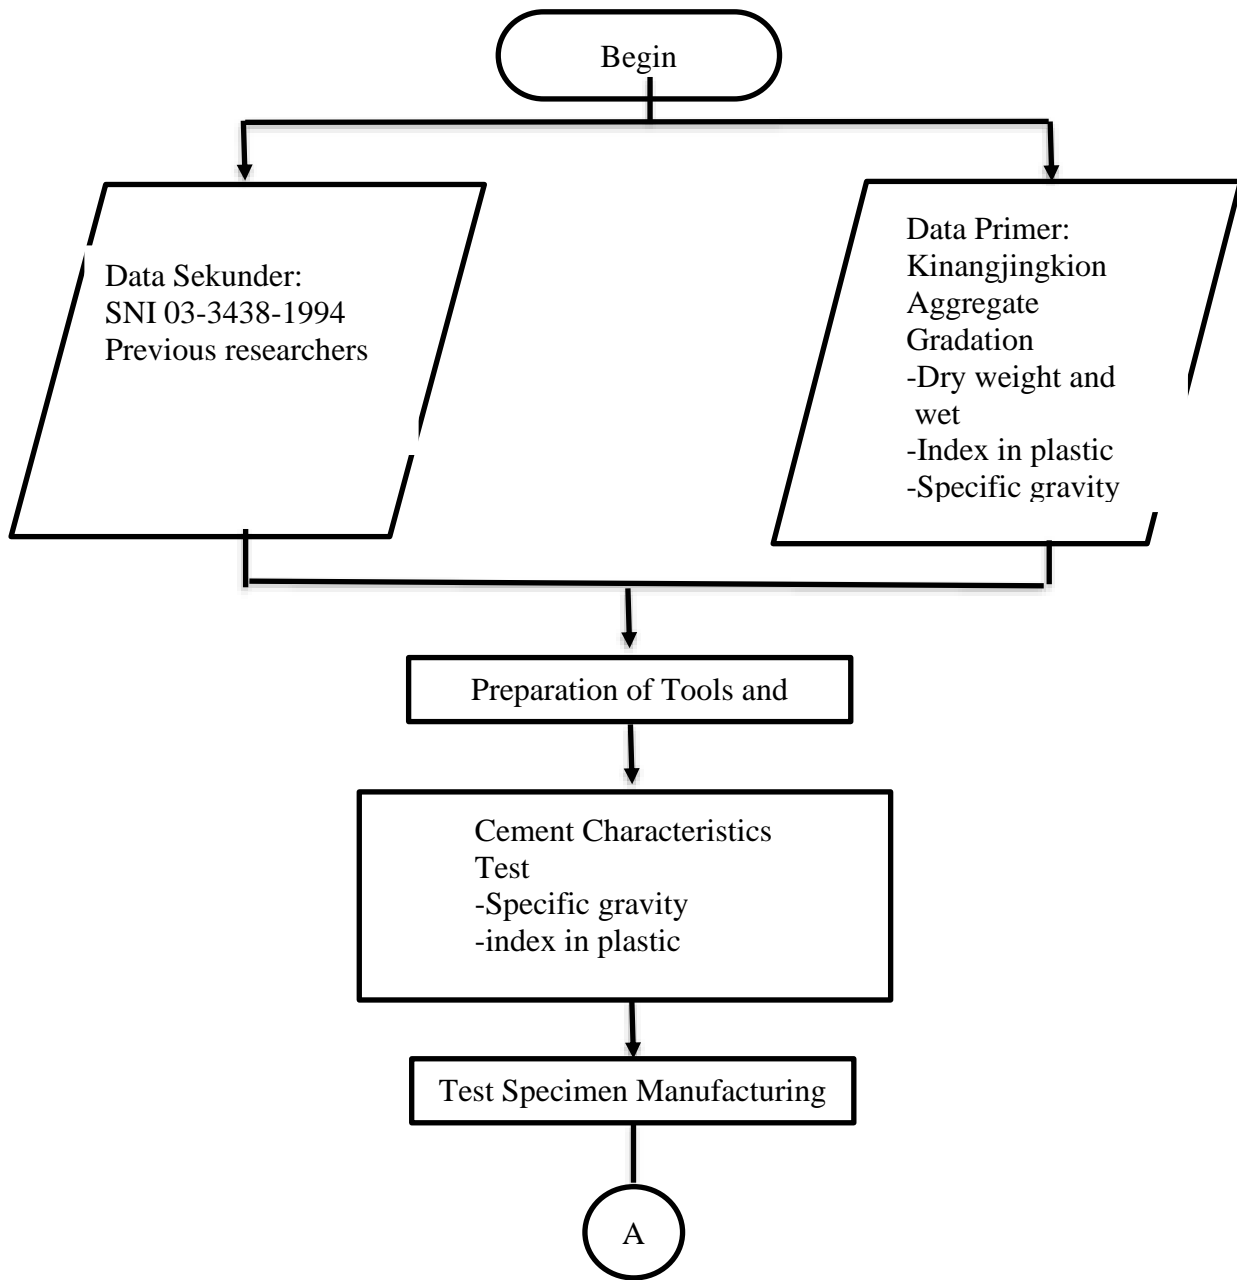 Begin
Data Sekunder:
SNI 03-3438-1994
Previous researchers
Data Primer:
Kinangjingkion
Aggregate
Gradation
-Dry weight and
wet
-Index in plastic
-Specific gravity
Preparation of Tools and
Cement Characteristics
Test
-Specific gravity
-index in plastic
Test Specimen Manufacturing
A